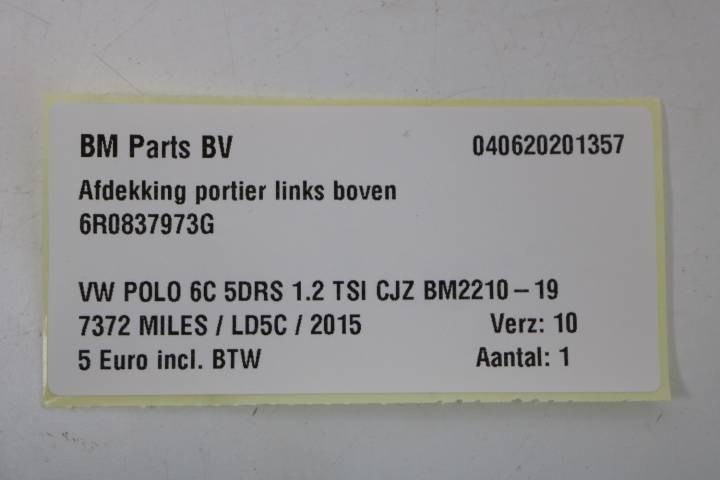 BM Parts BV 040620201357
Afdekking portier links boven
6R0837973G
VW POLO 6C 5DRS 1.2 TSI CJZ BM2210-19
7372 MILES / LD5C / 2015 Verz: 10
5 Euro incl. BTW Aantal: 1